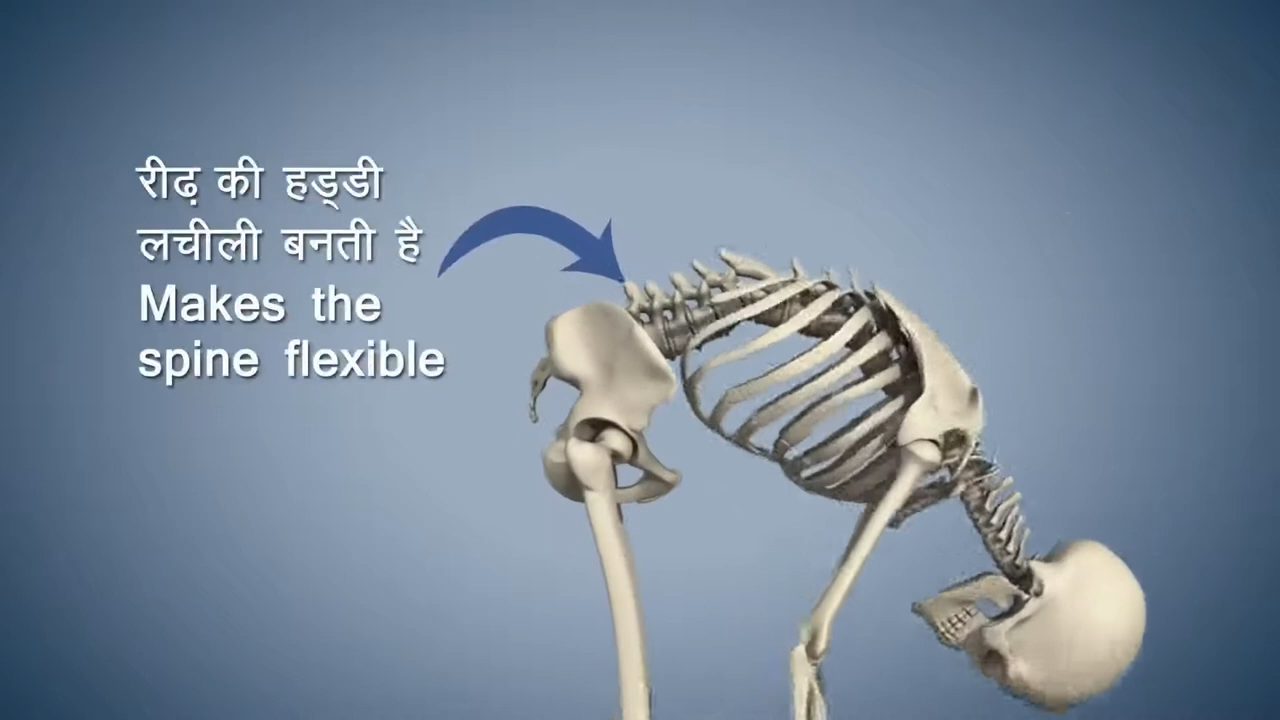 रीढ़ की हड्डी
लचीली बनती है
Makes the
spine flexible